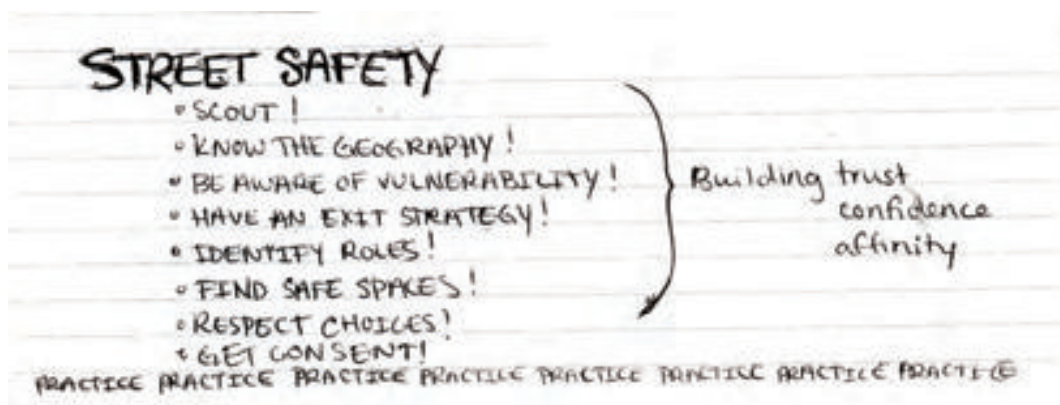 STREET SAFETY
• SCOUT!
• KNOW THE GEOGRAPHY!
• BE AWARE OF VULNERABILITY!
• HAVE AN EXIT STRATEGY!
• IDENTIFY ROLES!
• FIND SAFE SPACES!
• RESPECT CHOICES!
• GET CONSENT!
Building trust
confidence
affinity
PRACTICE PRACTICE PRACTICE PRACTICE PRACTICE PRACTICE PRACTICE PRACTICE